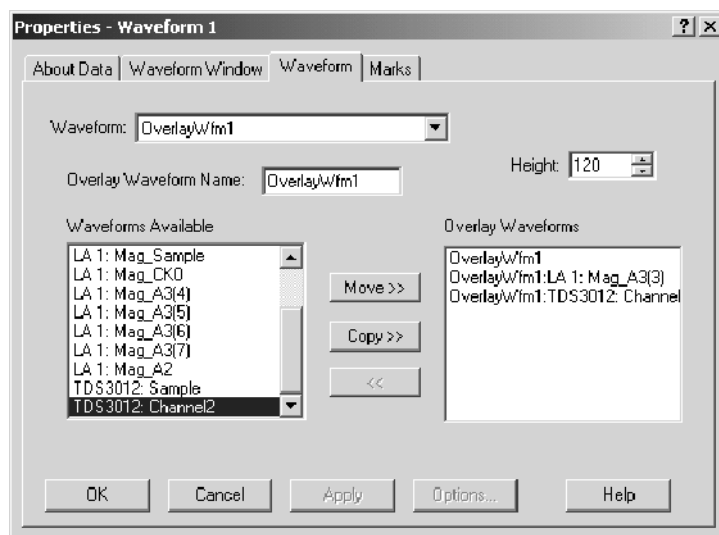 Properties - Waveform 1
About Data Waveform Window Waveform Marks
Waveform: OverlayWfm1
Height: 120
Overlay Waveform Name: OverlayWfm1
Waveforms Available
LA 1: Mag_Sample
LA 1: Mag_CK0
LA 1: Mag_A3(4)
LA 1: Mag_A3(5)
LA 1: Mag_A3(6)
LA 1: Mag_A3(7)
LA 1: Mag_A2
TDS3012: Sample
TDS3012: Channel2
Move >>
Copy >>
<<
Overlay Waveforms
OverlayWfm1
OverlayWfm1:LA 1: Mag_A3(3)
OverlayWfm1:TDS3012: Channel
OK Cancel Apply Options... Help